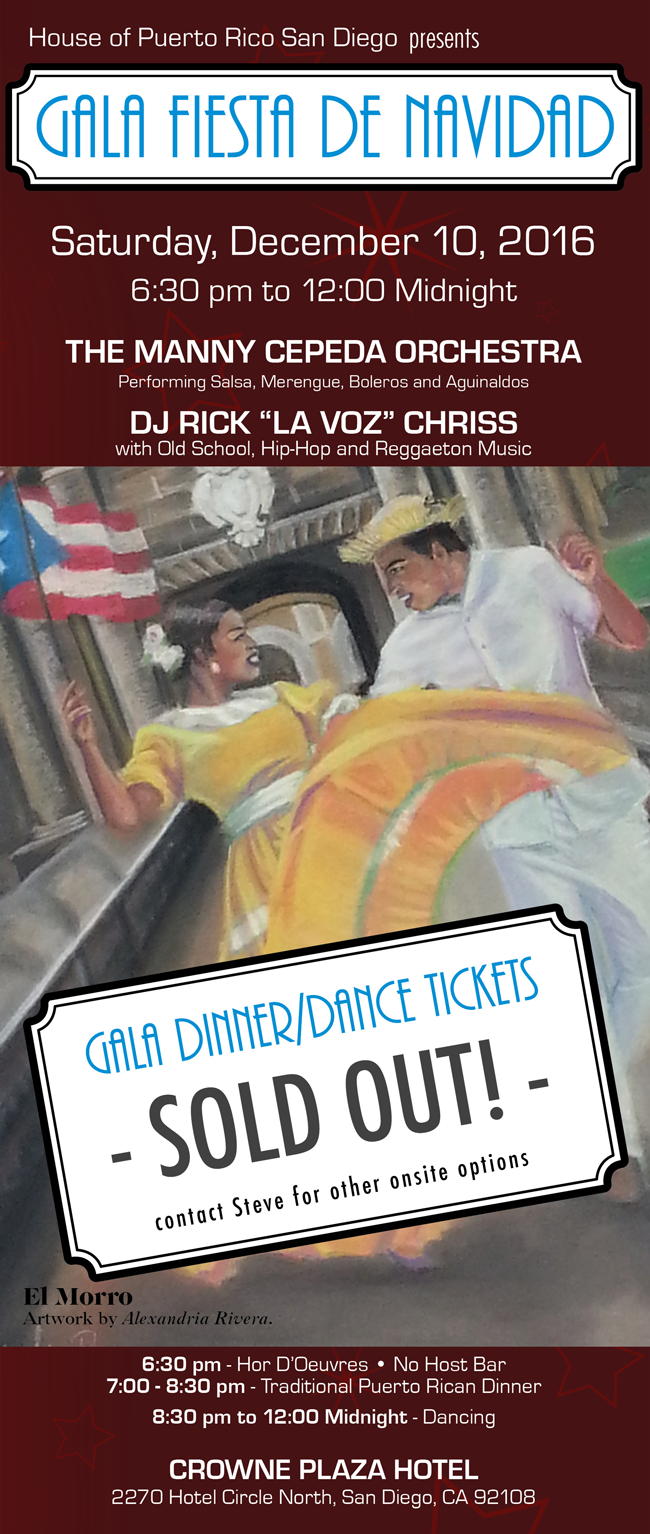 House of Puerto Rico San Diego presents
GALA FIESTA DE NAVIDAD
Saturday, December 10, 2016
6:30 pm to 12:00 Midnight
THE MANNY CEPEDA ORCHESTRA
Performing Salsa, Merengue, Boleros and Aguinaldos
DJ RICK “LA VOZ” CHRISS
with Old School, Hip-Hop and Reggaeton Music
GALA DINNER/DANCE TICKETS
- SOLD OUT! -
contact Steve for other onsite options
El Morro
Artwork by Alexandria Rivera.
6:30 pm - Hor D’Oeuvres • No Host Bar
7:00 - 8:30 pm - Traditional Puerto Rican Dinner
8:30 pm to 12:00 Midnight - Dancing
CROWNE PLAZA HOTEL
2270 Hotel Circle North, San Diego, CA 92108